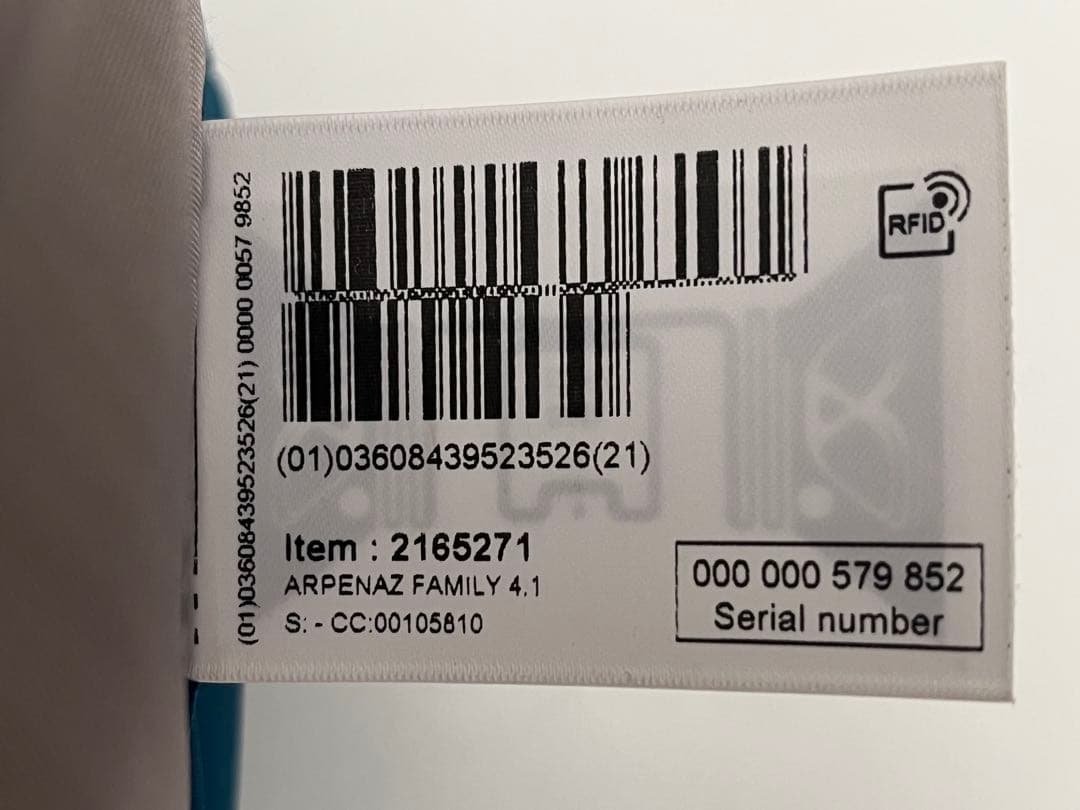 (01)03608439523526(21) 0000 0057 9852
RFID
(01)03608439523526(21)
Item : 2165271
ARPENAZ FAMILY 4.1
S: - CC:00105810
000 000 579 852
Serial number